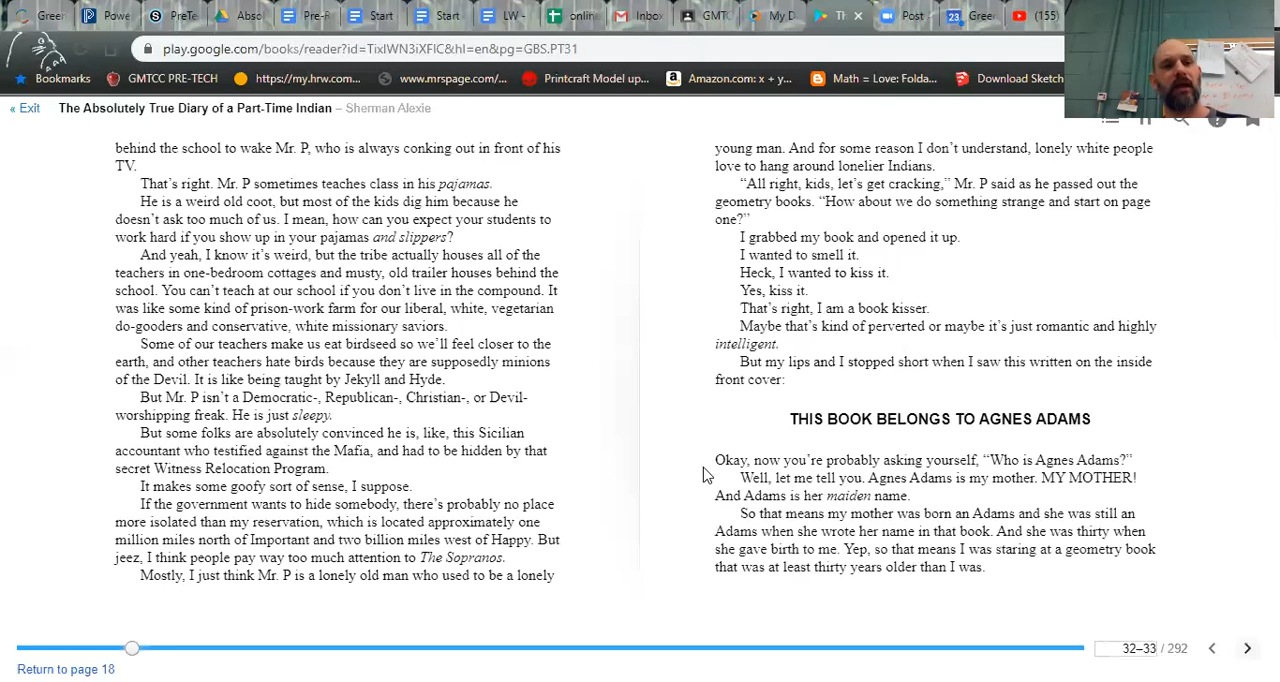 Greer
Powe
PreTe
Abso
Pre-F
Start
Start
LW -
online
Inbox
GMTC
My D
Th
Post
23
Gree
(155)
play.google.com/books/reader?id=TixIWN3iXFIC&hl=en&pg=GBS.PT31
Bookmarks
GMTCC PRE-TECH
https://my.hrw.com...
www.mrspage.com/...
Printcraft Model up...
Amazon.com: x + y...
Math = Love: Folda...
Download Sketch
« Exit
The Absolutely True Diary of a Part-Time Indian – Sherman Alexie
behind the school to wake Mr. P, who is always conking out in front of his
TV.
That's right. Mr. P sometimes teaches class in his pajamas.
He is a weird old coot, but most of the kids dig him because he
doesn't ask too much of us. I mean, how can you expect your students to
work hard if you show up in your pajamas and slippers?
And yeah, I know it's weird, but the tribe actually houses all of the
teachers in one-bedroom cottages and musty, old trailer houses behind the
school. You can't teach at our school if you don't live in the compound. It
was like some kind of prison-work farm for our liberal, white, vegetarian
do-gooders and conservative, white missionary saviors.
Some of our teachers make us eat birdseed so we'll feel closer to the
earth, and other teachers hate birds because they are supposedly minions
of the Devil. It is like being taught by Jekyll and Hyde.
But Mr. P isn't a Democratic-, Republican-, Christian-, or Devil-
worshipping freak. He is just sleepy.
But some folks are absolutely convinced he is, like, this Sicilian
accountant who testified against the Mafia, and had to be hidden by that
secret Witness Relocation Program.
It makes some goofy sort of sense, I suppose.
If the government wants to hide somebody, there's probably no place
more isolated than my reservation, which is located approximately one
million miles north of Important and two billion miles west of Happy. But
jeez, I think people pay way too much attention to The Sopranos.
Mostly, I just think Mr. P is a lonely old man who used to be a lonely
young man. And for some reason I don't understand, lonely white people
love to hang around lonelier Indians.
"All right, kids, let's get cracking," Mr. P said as he passed out the
geometry books. "How about we do something strange and start on page
one?"
I grabbed my book and opened it up.
I wanted to smell it.
Heck, I wanted to kiss it.
Yes, kiss it.
That's right, I am a book kisser.
Maybe that's kind of perverted or maybe it's just romantic and highly
intelligent.
But my lips and I stopped short when I saw this written on the inside
front cover:
THIS BOOK BELONGS TO AGNES ADAMS
Okay, now you're probably asking yourself, "Who is Agnes Adams?"
Well, let me tell you. Agnes Adams is my mother. MY MOTHER!
And Adams is her maiden name.
So that means my mother was born an Adams and she was still an
Adams when she wrote her name in that book. And she was thirty when
she gave birth to me. Yep, so that means I was staring at a geometry book
that was at least thirty years older than I was.
32–33 / 292
Return to page 18